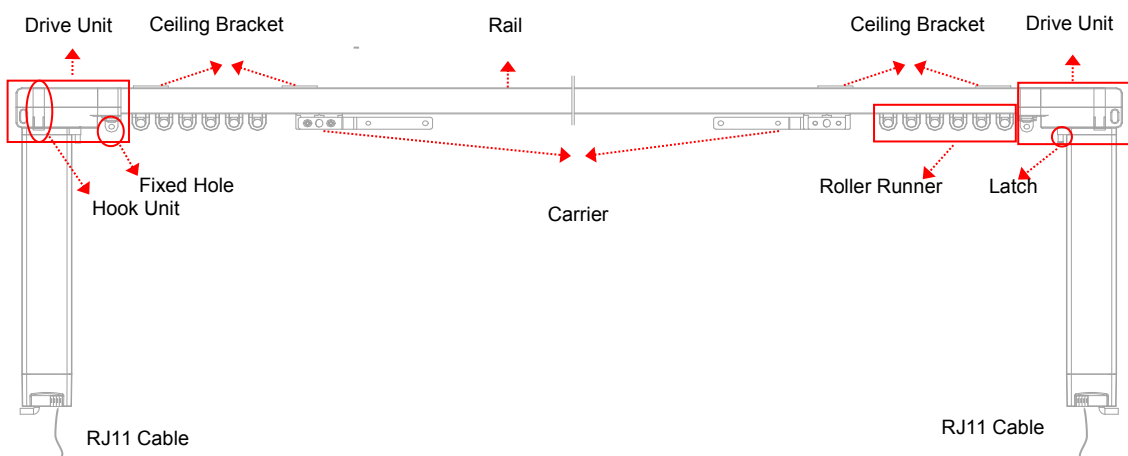 Drive Unit
Ceiling Bracket
Rail
Ceiling Bracket
Drive Unit
Fixed Hole
Hook Unit
Roller Runner
Latch
Carrier
RJ11 Cable
RJ11 Cable